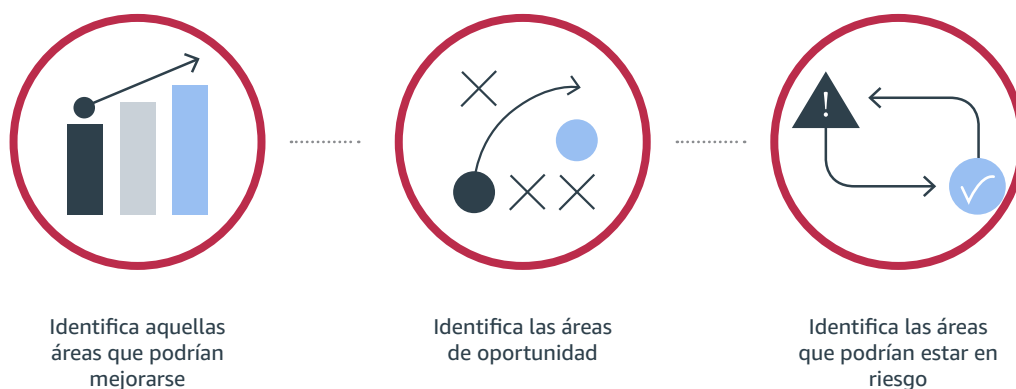 !
Identifica aquellas
áreas que podrían
mejorarse
Identifica las áreas
de oportunidad
Identifica las áreas
que podrían estar en
riesgo